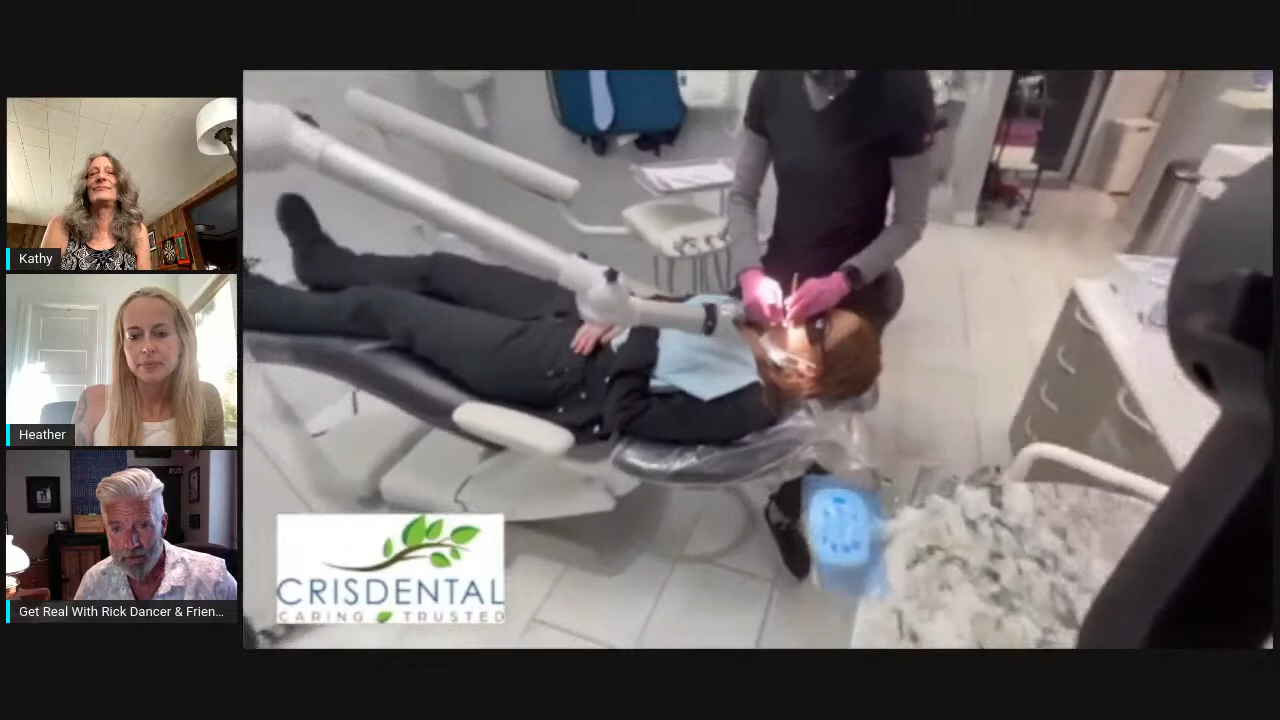 Kathy
Heather
Get Real With Rick Dancer & Frien...
CRISDENTAL
CARING TRUSTED